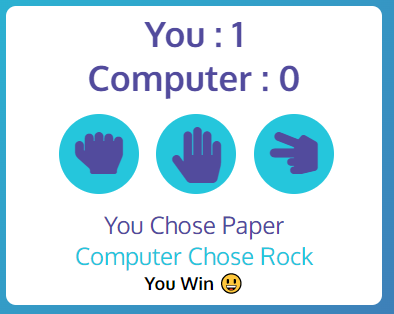 You : 1
Computer : 0
You Chose Paper
Computer Chose Rock
You Win 😃